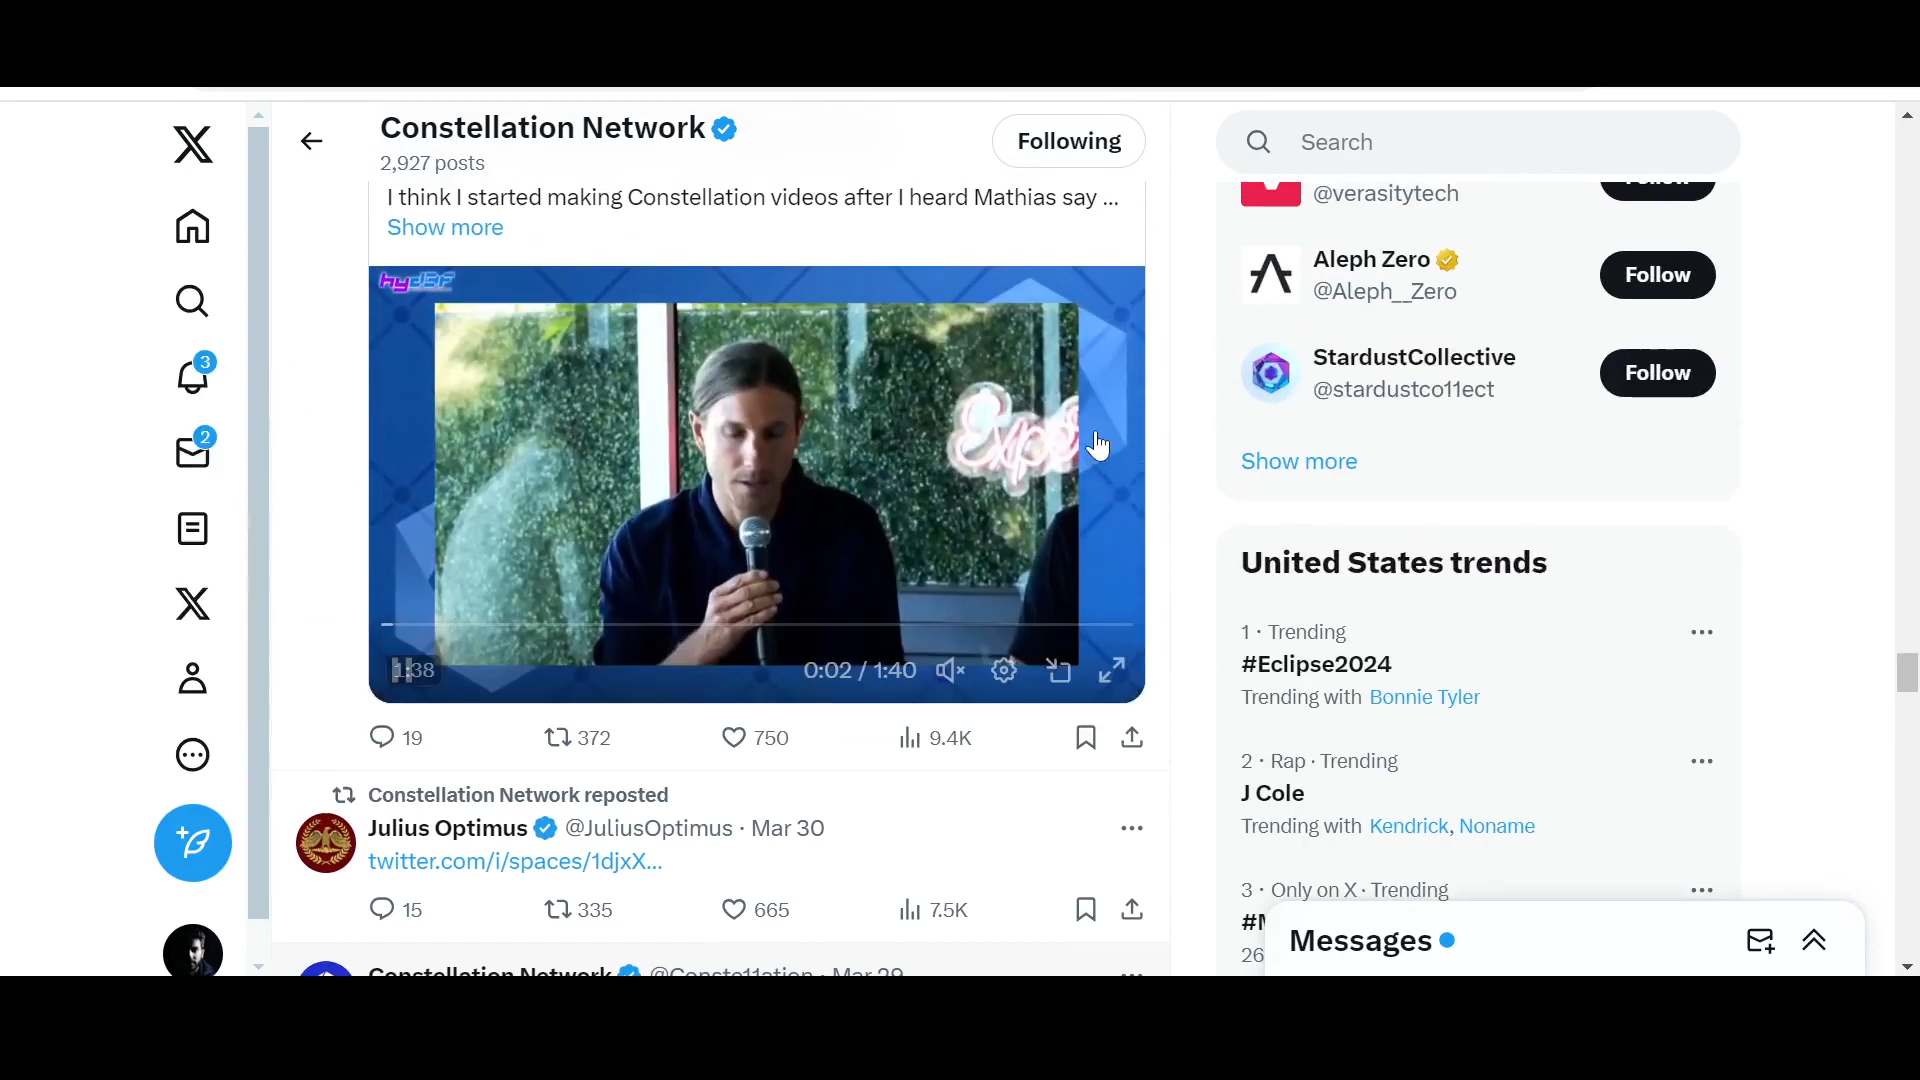 Constellation Network
2,927 posts
Following
I think I started making Constellation videos after I heard Mathias say ...
Show more
1:38
0:02 / 1:40
19
372
750
9.4K
Constellation Network reposted
Julius Optimus @JuliusOptimus · Mar 30
twitter.com/i/spaces/1djxX...
15
335
665
7.5K
Constellation Network @Conste11ation · Mar 29
3
2
Search
@verasitytech
Follow
Aleph Zero
@Aleph__Zero
Follow
StardustCollective
@stardustco11ect
Follow
Show more
United States trends
1 · Trending
#Eclipse2024
Trending with Bonnie Tyler
2 · Rap · Trending
J Cole
Trending with Kendrick, Noname
3 · Only on X · Trending
Messages